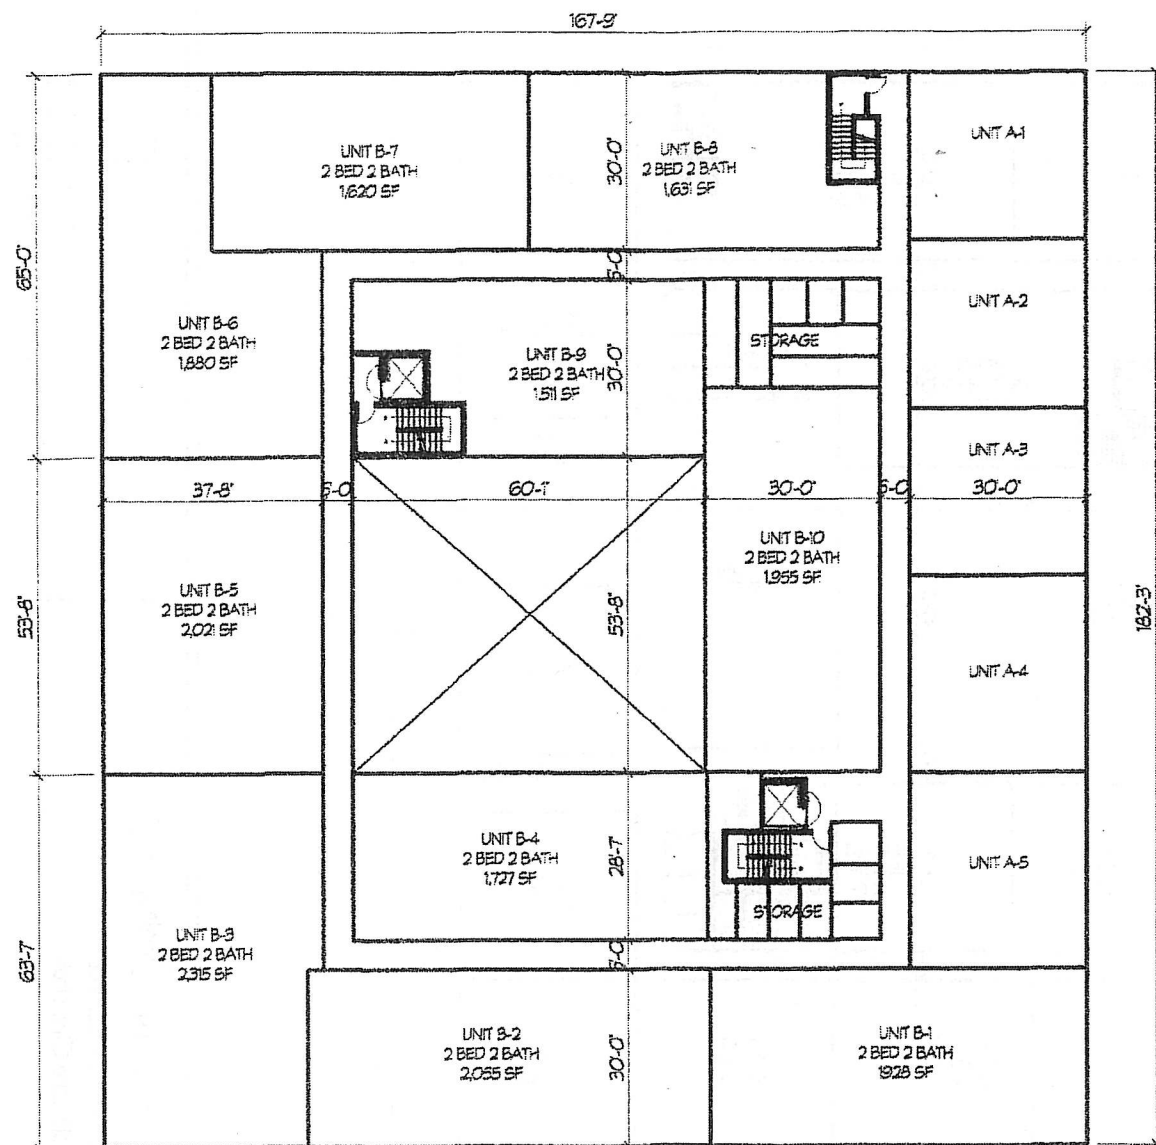 167'-9"
UNIT B-7
2 BED 2 BATH
1,620 SF
30'-0"
UNIT B-8
2 BED 2 BATH
1,631 SF
UNIT A-1
65'-0"
5'-0"
UNIT B-6
2 BED 2 BATH
1,880 SF
UNIT B-9
2 BED 2 BATH
1,511 SF
30'-0"
STORAGE
UNIT A-2
UNIT A-3
37'-8"
5'-0"
60'-1"
30'-0"
5'-0"
30'-0"
UNIT B-10
2 BED 2 BATH
1,955 SF
53'-8"
UNIT B-5
2 BED 2 BATH
2,021 SF
53'-8"
182'-3"
UNIT A-4
UNIT B-4
2 BED 2 BATH
1,727 SF
28'-7"
UNIT A-5
STORAGE
63'-7"
UNIT B-3
2 BED 2 BATH
2,315 SF
5'-0"
UNIT B-2
2 BED 2 BATH
2,055 SF
30'-0"
UNIT B-1
2 BED 2 BATH
1928 SF